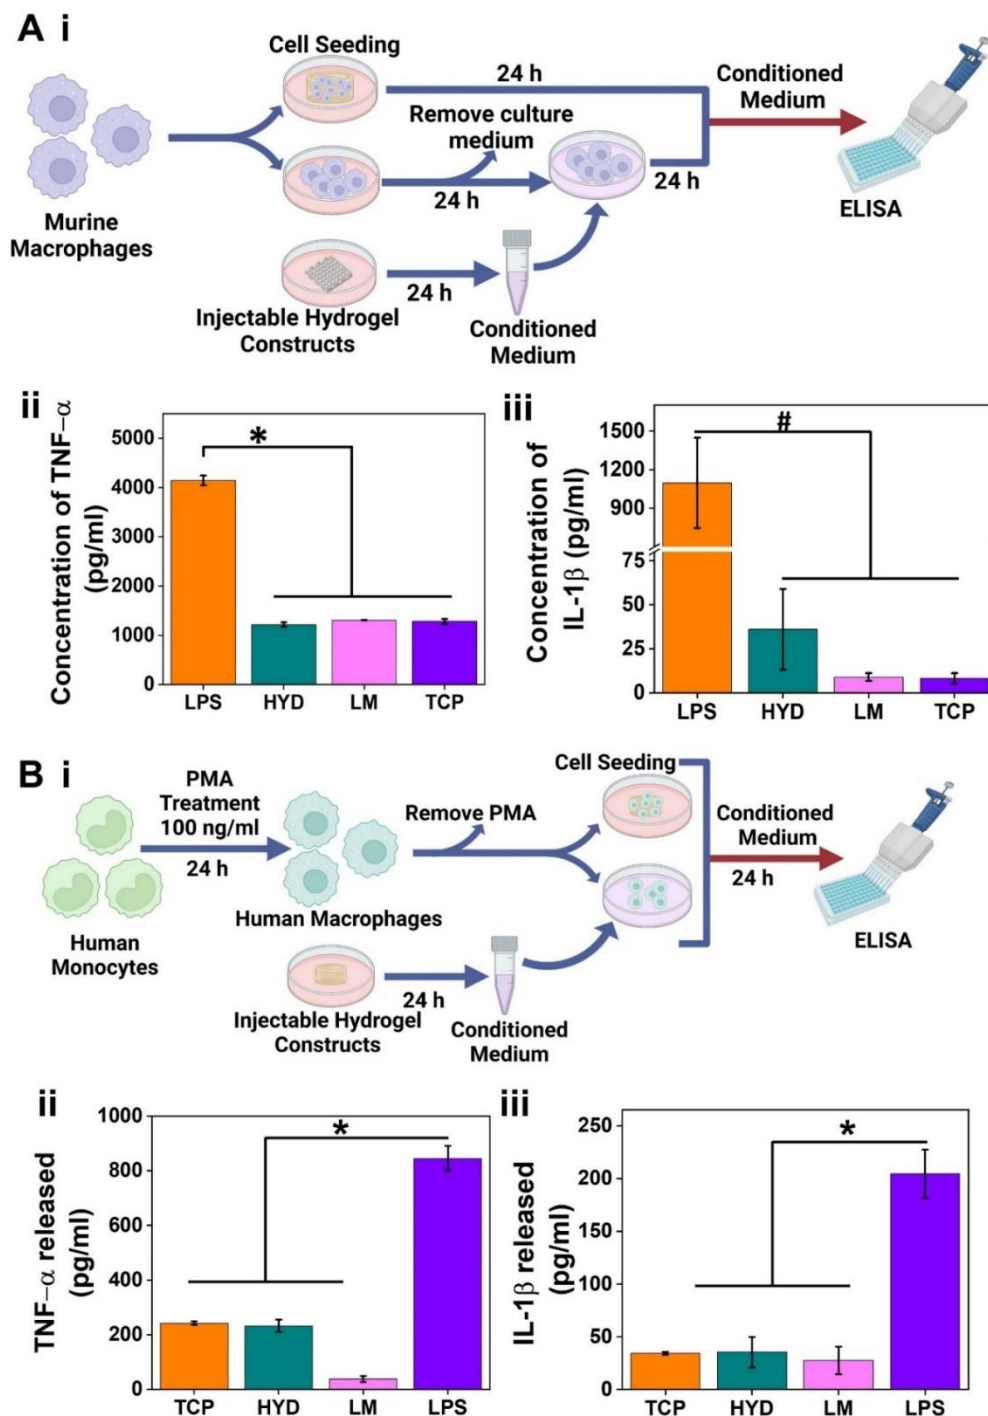 A i
Cell Seeding
24 h
Conditioned
Medium
Remove culture
medium
24 h
24 h
Murine
Macrophages
ELISA
24 h
Injectable Hydrogel
Constructs
Conditioned
Medium
ii
Concentration of TNF–α
(pg/ml)
5000
4000
3000
2000
1000
0
*
LPS HYD LM TCP
iii
Concentration of
IL-1β (pg/ml)
1500
1200
900
75
50
25
0
#
LPS HYD LM TCP
B i
PMA
Treatment
100 ng/ml
24 h
Remove PMA
Cell Seeding
Conditioned
Medium
24 h
Human Macrophages
Human
Monocytes
ELISA
24 h
Injectable Hydrogel
Constructs
Conditioned
Medium
ii
TNF–α released
(pg/ml)
1000
800
600
400
200
0
*
TCP HYD LM LPS
iii
IL-1β released
(pg/ml)
250
200
150
100
50
0
*
TCP HYD LM LPS